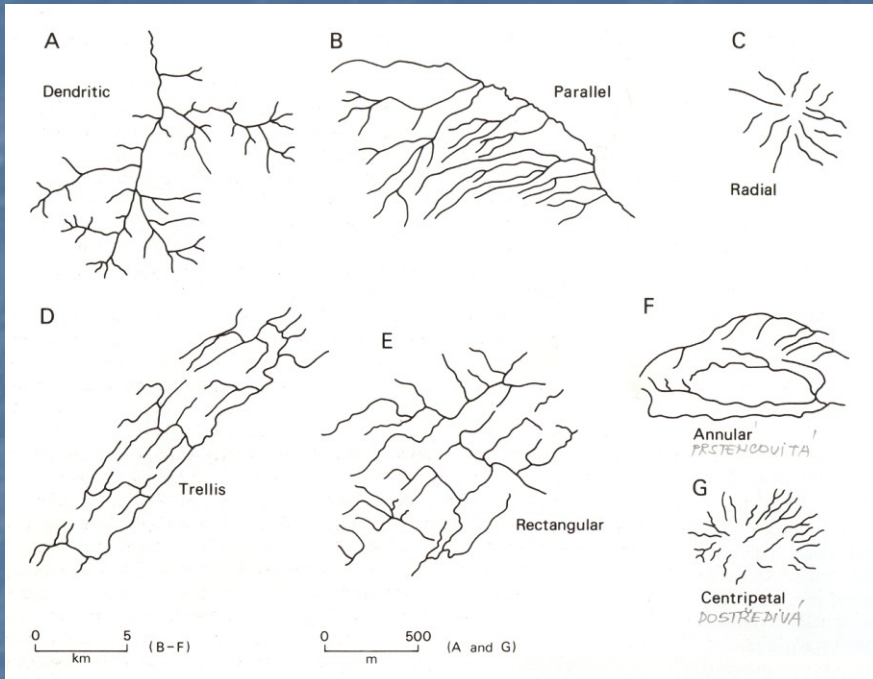 A
Dendritic
B
Parallel
C
Radial
D
Trellis
E
Rectangular
F
Annular
PRSTENCOVITÁ
G
Centripetal
DOSTŘEDIVÁ
0 5 (B–F)
km
0 500 (A and G)
m